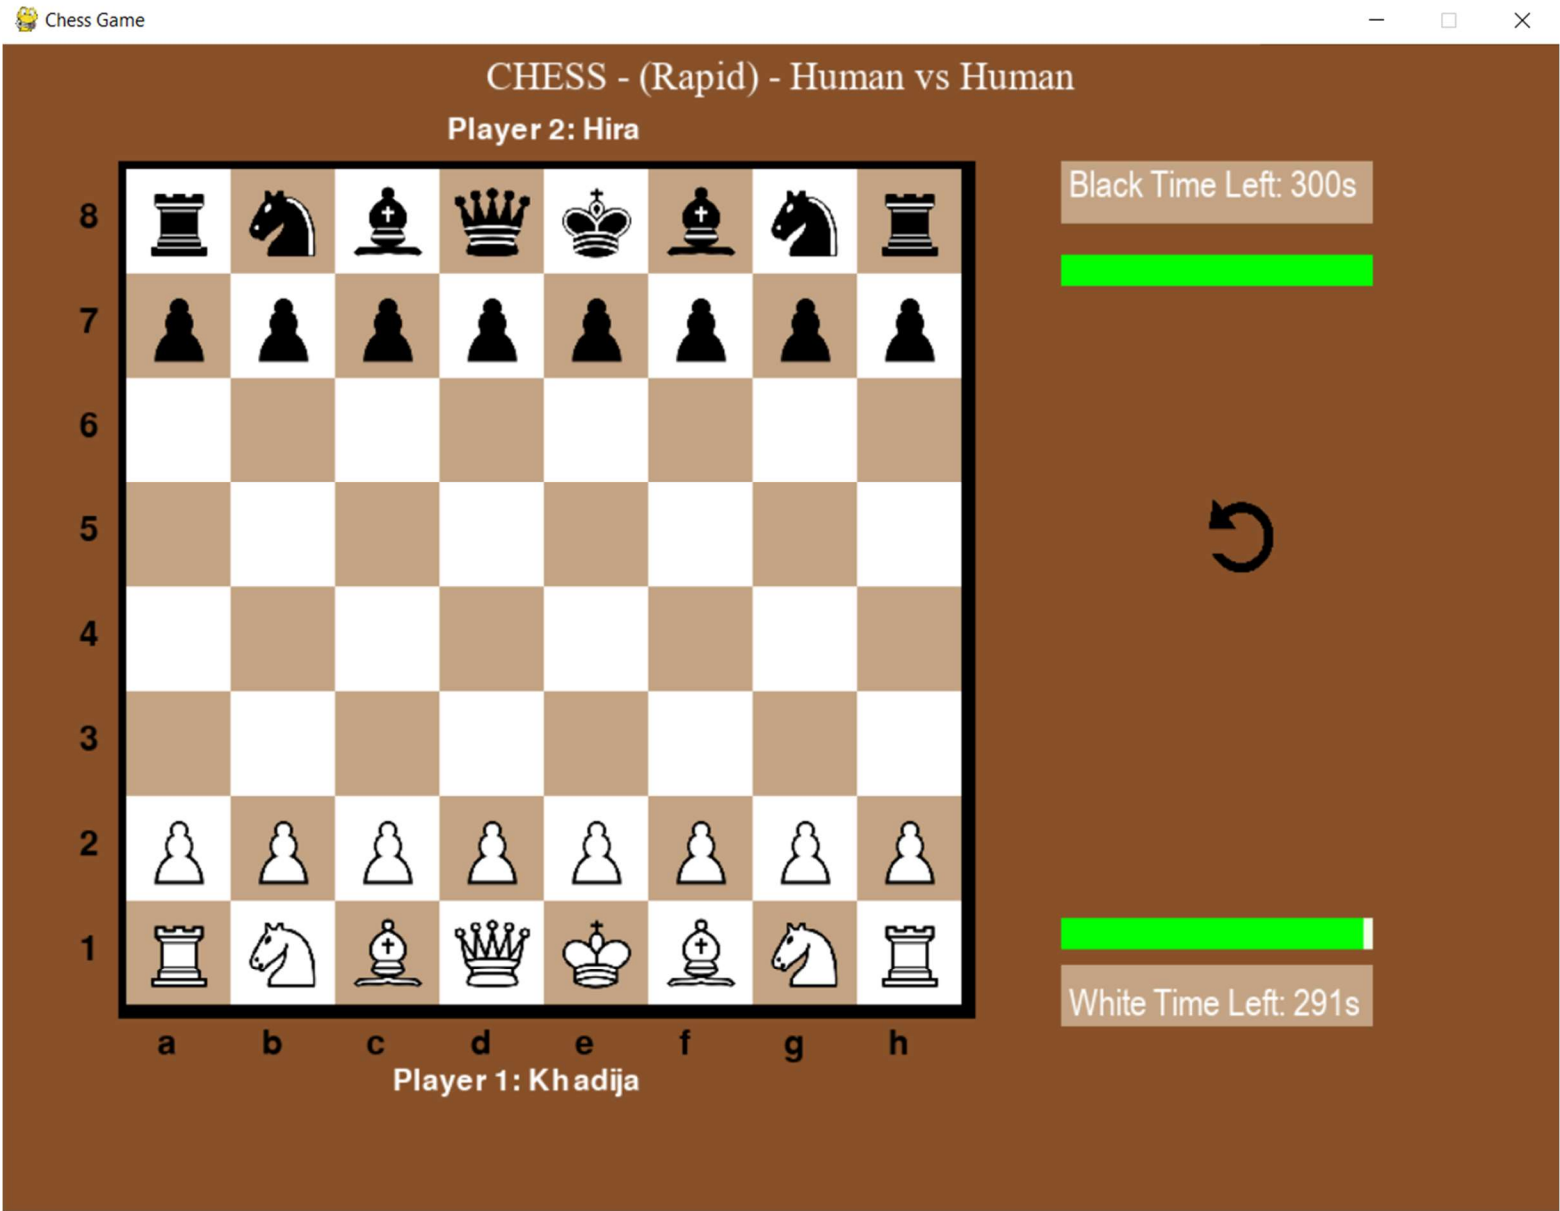 Chess Game
CHESS - (Rapid) - Human vs Human
Player 2: Hira
Black Time Left: 300s
8
7
6
5
4
3
2
1
White Time Left: 291s
a b c d e f g h
Player 1: Khadija